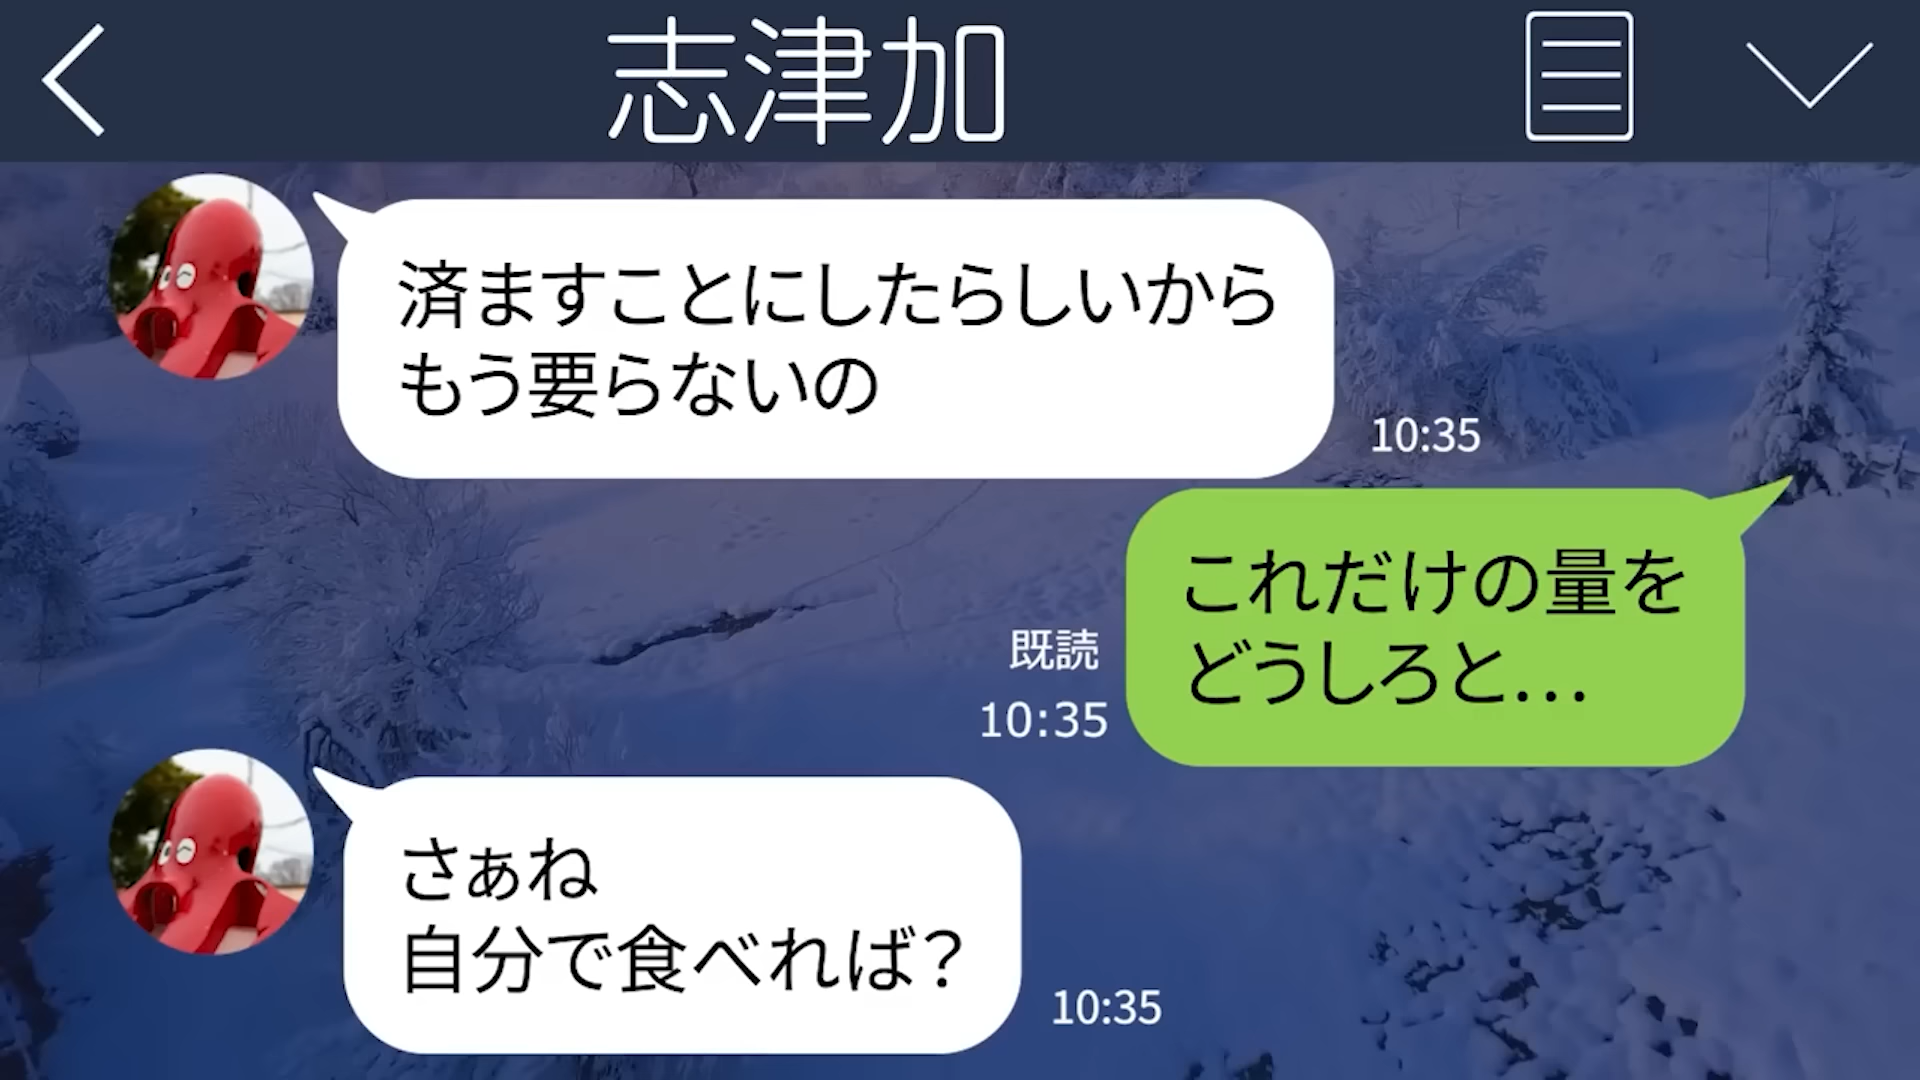 志津加
済ますことにしたらしいから
もう要らないの
10:35
これだけの量を
どうしろと...
既読
10:35
さぁね
自分で食べれば？
10:35